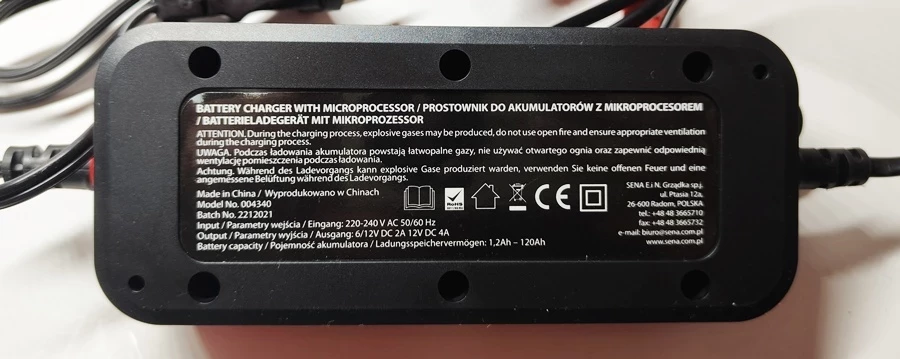 BATTERY CHARGER WITH MICROPROCESSOR / PROSTOWNIK DO AKUMULATORÓW Z MIKROPROCESOREM
/ BATTERIELADEGERÄT MIT MIKROPROZESSOR
ATTENTION. During the charging process, explosive gases may be produced, do not use open fire and ensure appropriate ventilation
during the charging process.
UWAGA. Podczas ładowania akumulatora powstają łatwopalne gazy, nie używać otwartego ognia oraz zapewnić odpowiednią
wentylację pomieszczenia podczas ładowania.
Achtung. Während des Ladevorgangs kann explosive Gase produziert warden, verwenden Sie keine offenen Feuer und eine
angemessene Belüftung während des Ladevorgangs.
Made in China / Wyprodukowano w Chinach
Model No. 004340
Batch No. 2212021
Input / Parametry wejścia / Eingang: 220-240 V AC 50/60 Hz
Output / Parametry wyjścia / Ausgang: 6/12V DC 2A 12V DC 4A
Battery capacity / Pojemność akumulatora / Ladungsspeichervermögen: 1,2Ah – 120Ah
RoHS
CE
SENA E.i N. Grządka sp.j.
ul. Ptasia 12a,
26-600 Radom, POLSKA
tel.: +48 48 3665710
fax: +48 48 3665732
e-mail: biuro@sena.com.pl
www.sena.com.pl